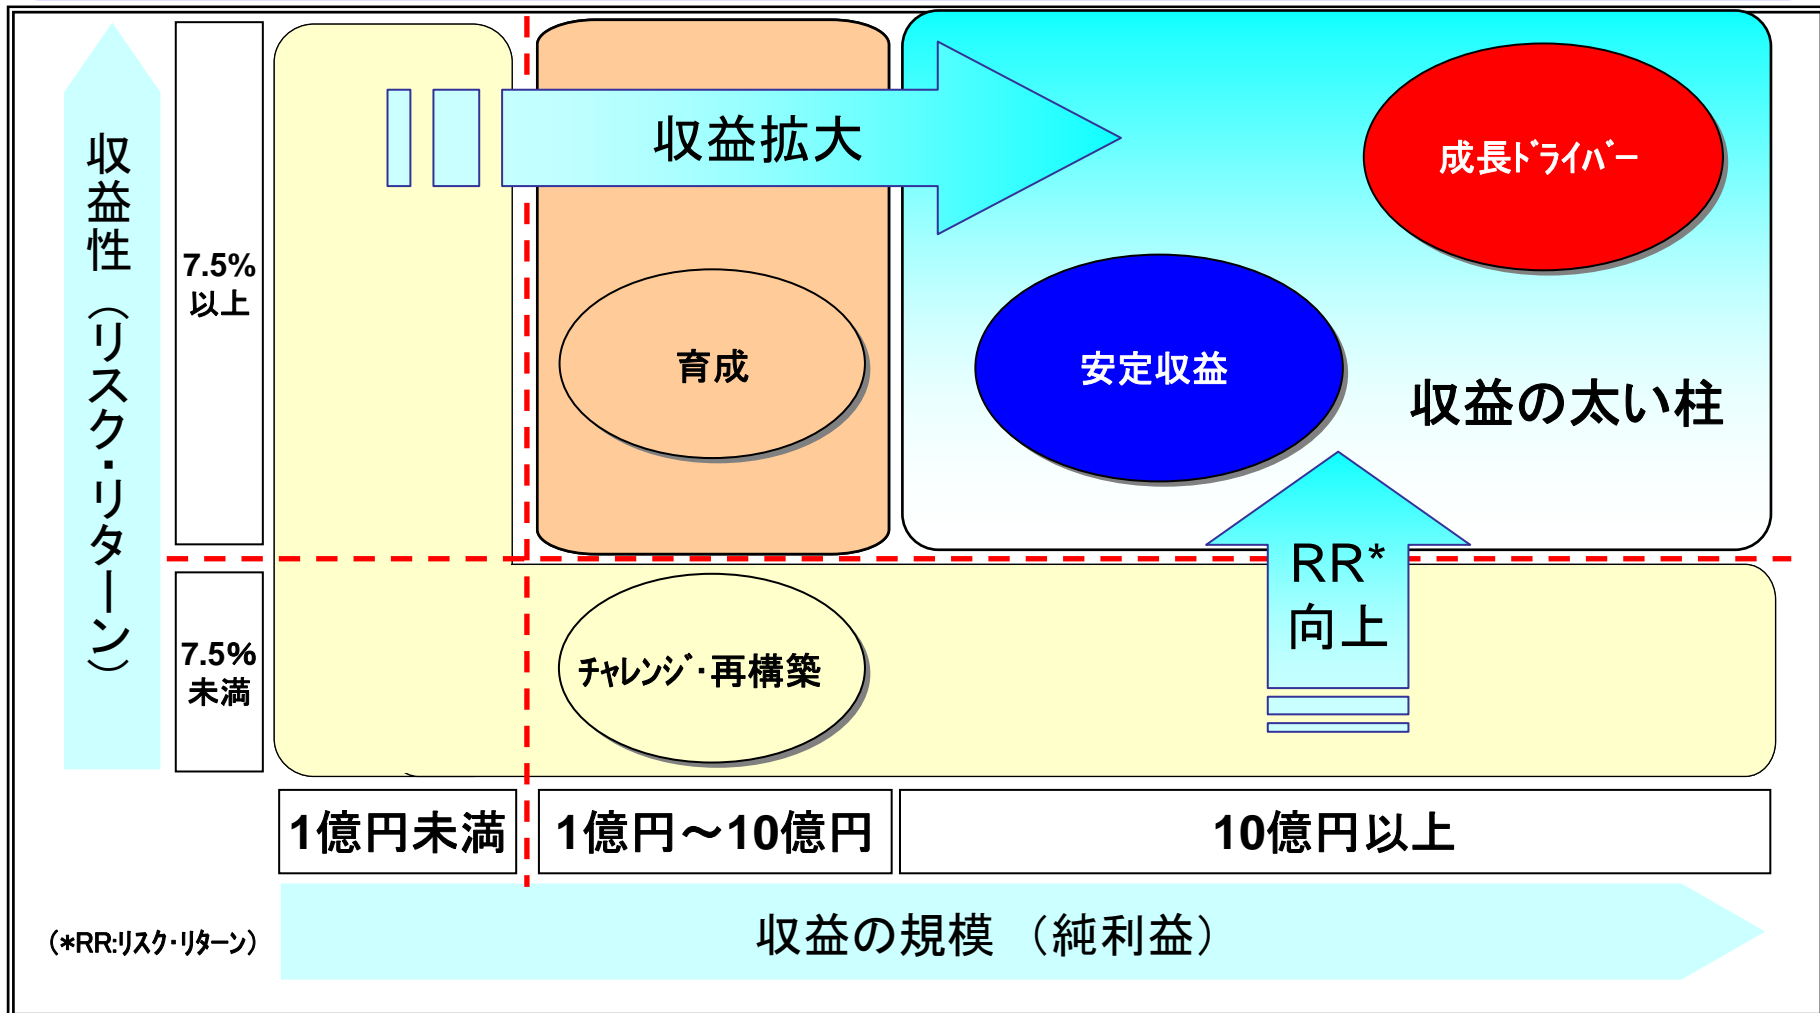 収益性（リスク・リターン）
7.5%
以上
7.5%
未満
収益拡大
成長ﾄﾞﾗｲﾊﾞｰ
育成
安定収益
収益の太い柱
RR*
向上
ﾁｬﾚﾝｼﾞ・再構築
1億円未満
1億円～10億円
10億円以上
収益の規模 （純利益）
（*RR:ﾘｽｸ・ﾘﾀｰﾝ）